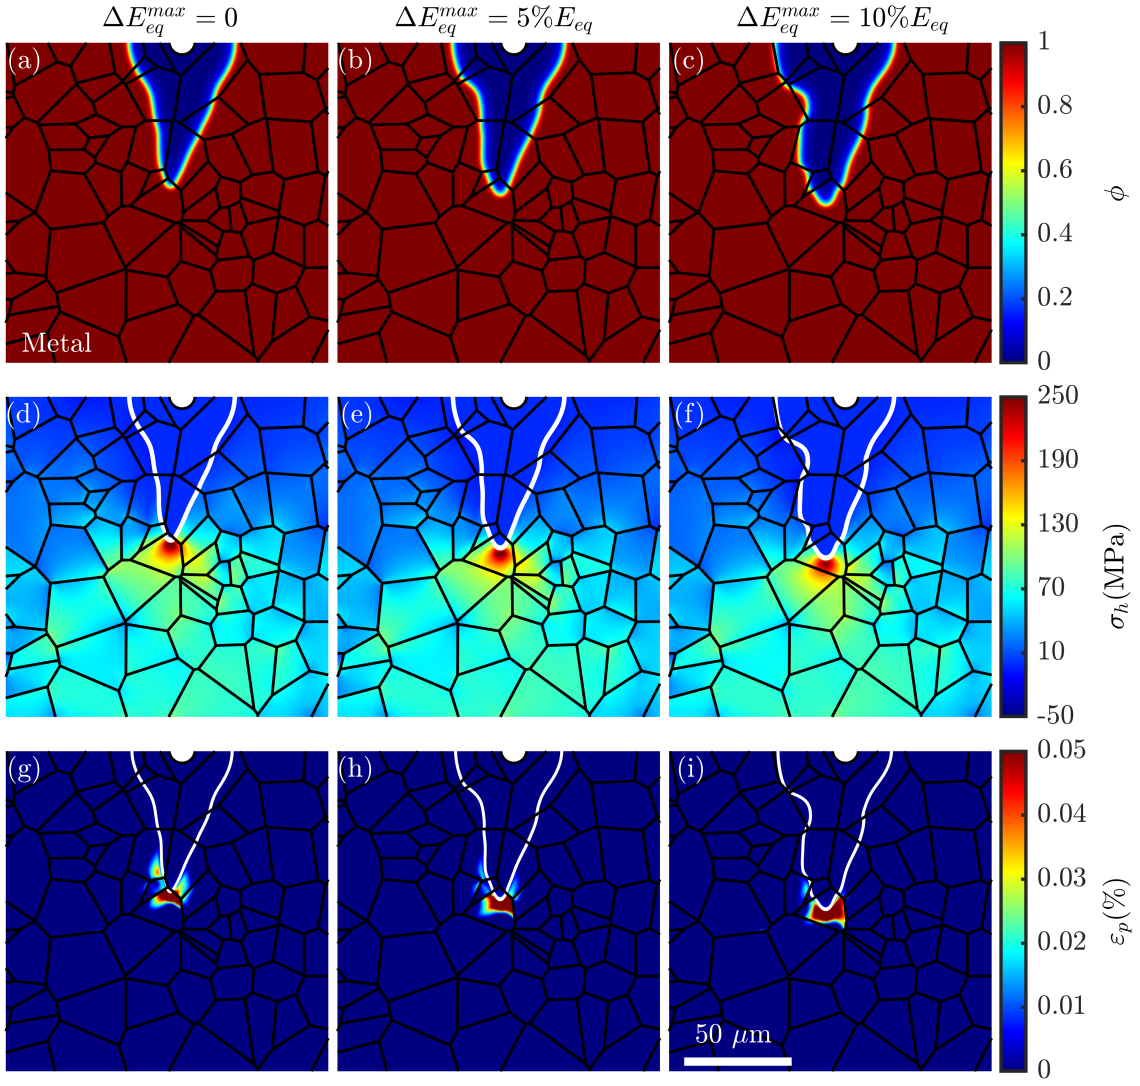 ΔE_{eq}^{max} = 0
ΔE_{eq}^{max} = 5%E_{eq}
ΔE_{eq}^{max} = 10%E_{eq}
(a)
(b)
(c)
Metal
1
0.8
0.6
0.4
0.2
0
ϕ
(d)
(e)
(f)
250
190
130
70
10
-50
σ_h(MPa)
(g)
(h)
(i)
50 μm
0.05
0.04
0.03
0.02
0.01
0
ε_p(%)